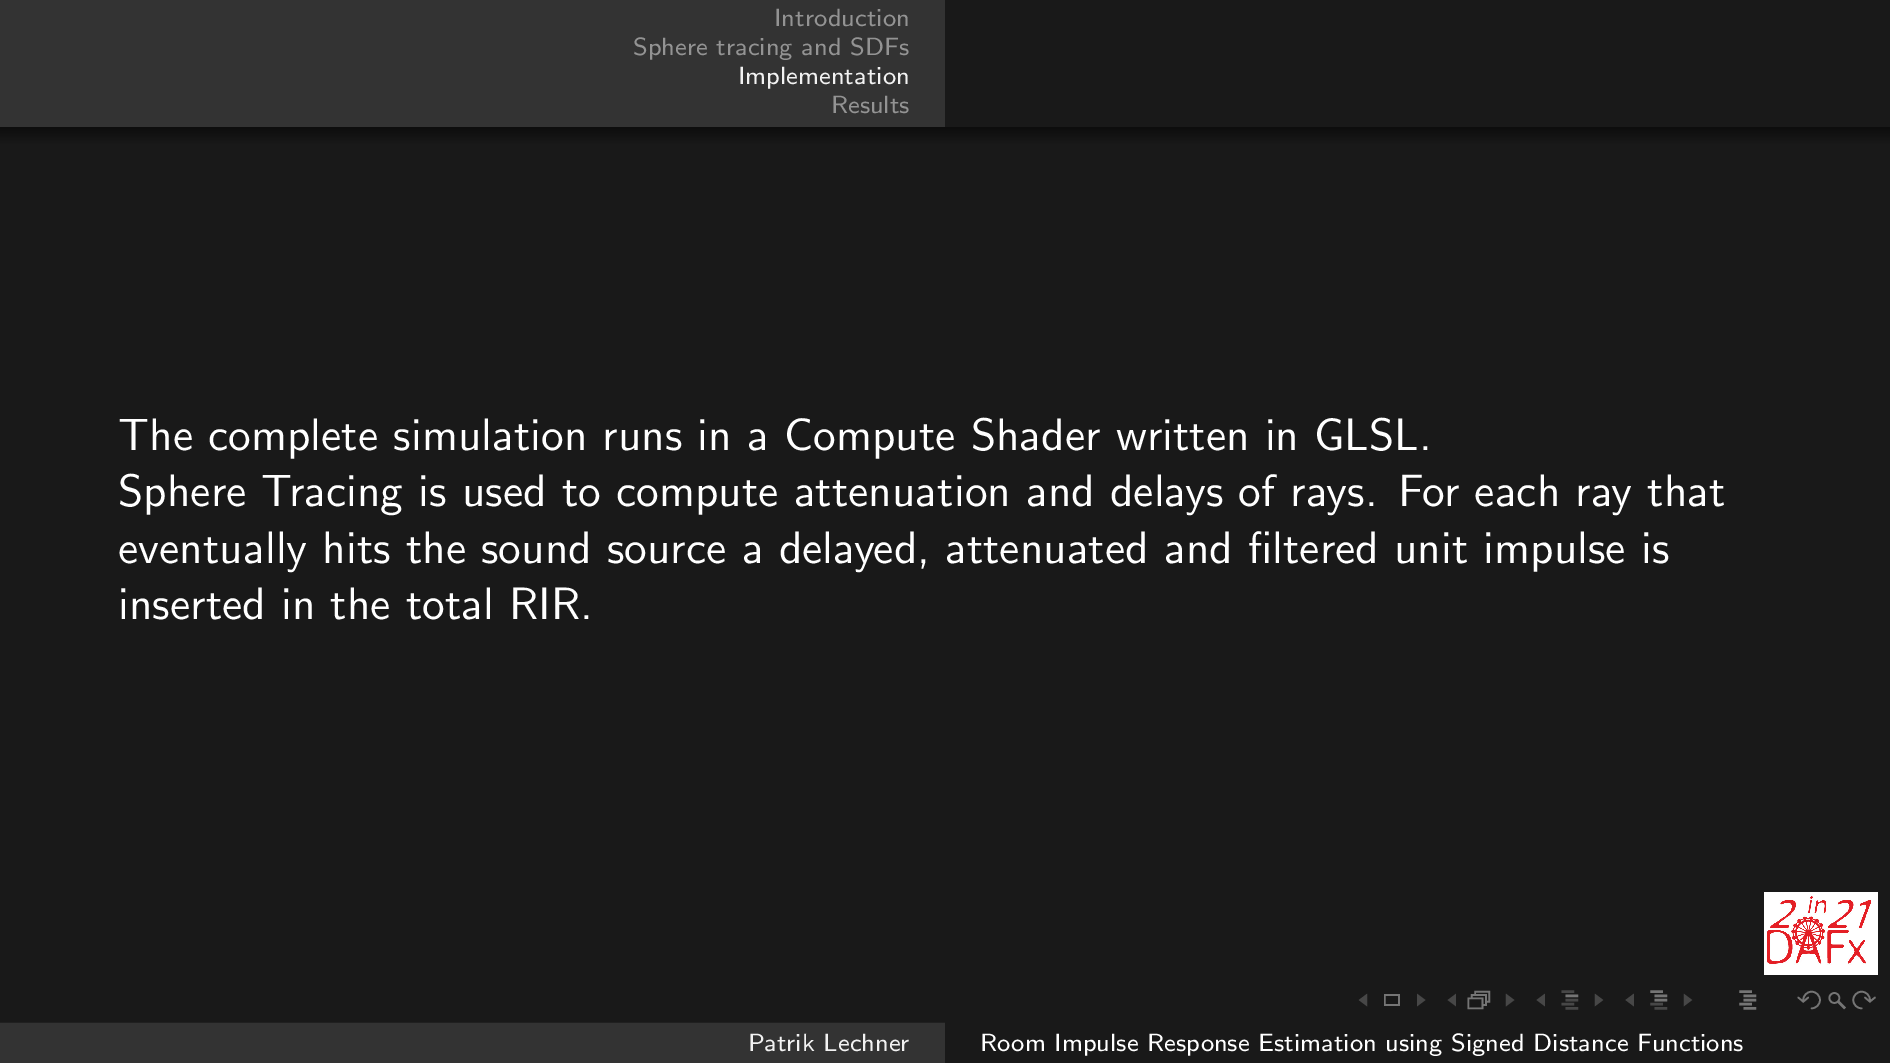 Introduction
Sphere tracing and SDFs
Implementation
Results
The complete simulation runs in a Compute Shader written in GLSL.
Sphere Tracing is used to compute attenuation and delays of rays. For each ray that
eventually hits the sound source a delayed, attenuated and filtered unit impulse is
inserted in the total RIR.
2 in 21
DAFx
Patrik Lechner
Room Impulse Response Estimation using Signed Distance Functions